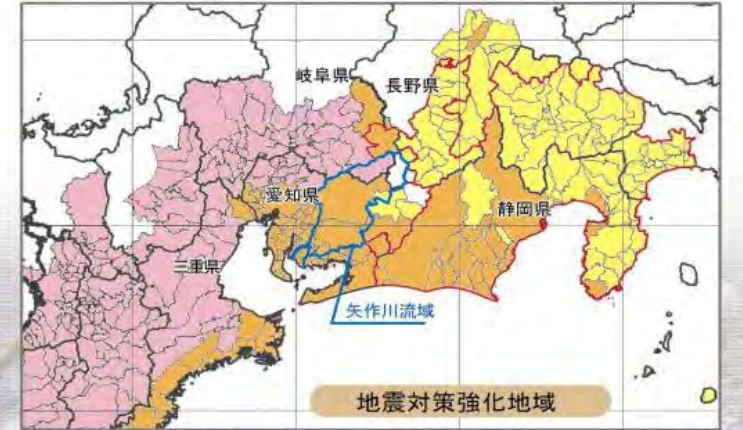 岐阜県
長野県
愛知県
静岡県
三重県
矢作川流域
地震対策強化地域